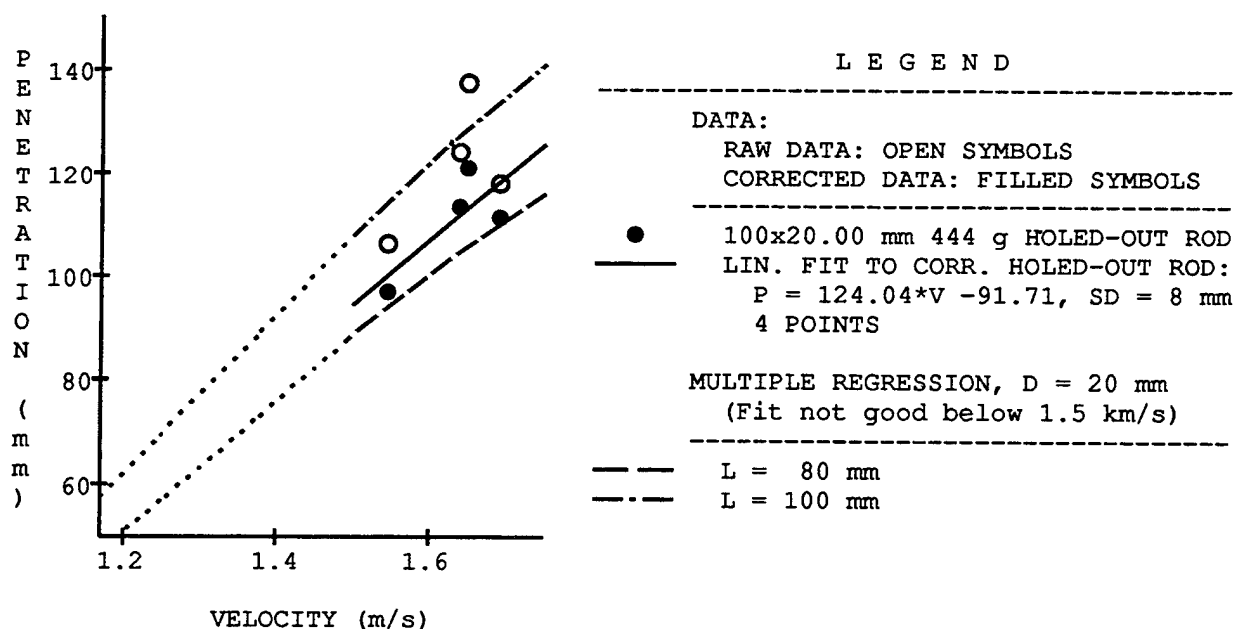 PENETRATION (mm)
140
120
100
80
60
1.2 1.4 1.6
VELOCITY (m/s)
L E G E N D
DATA:
RAW DATA: OPEN SYMBOLS
CORRECTED DATA: FILLED SYMBOLS
100x20.00 mm 444 g HOLED-OUT ROD
LIN. FIT TO CORR. HOLED-OUT ROD:
P = 124.04*V -91.71, SD = 8 mm
4 POINTS
MULTIPLE REGRESSION, D = 20 mm
(Fit not good below 1.5 km/s)
L = 80 mm
L = 100 mm